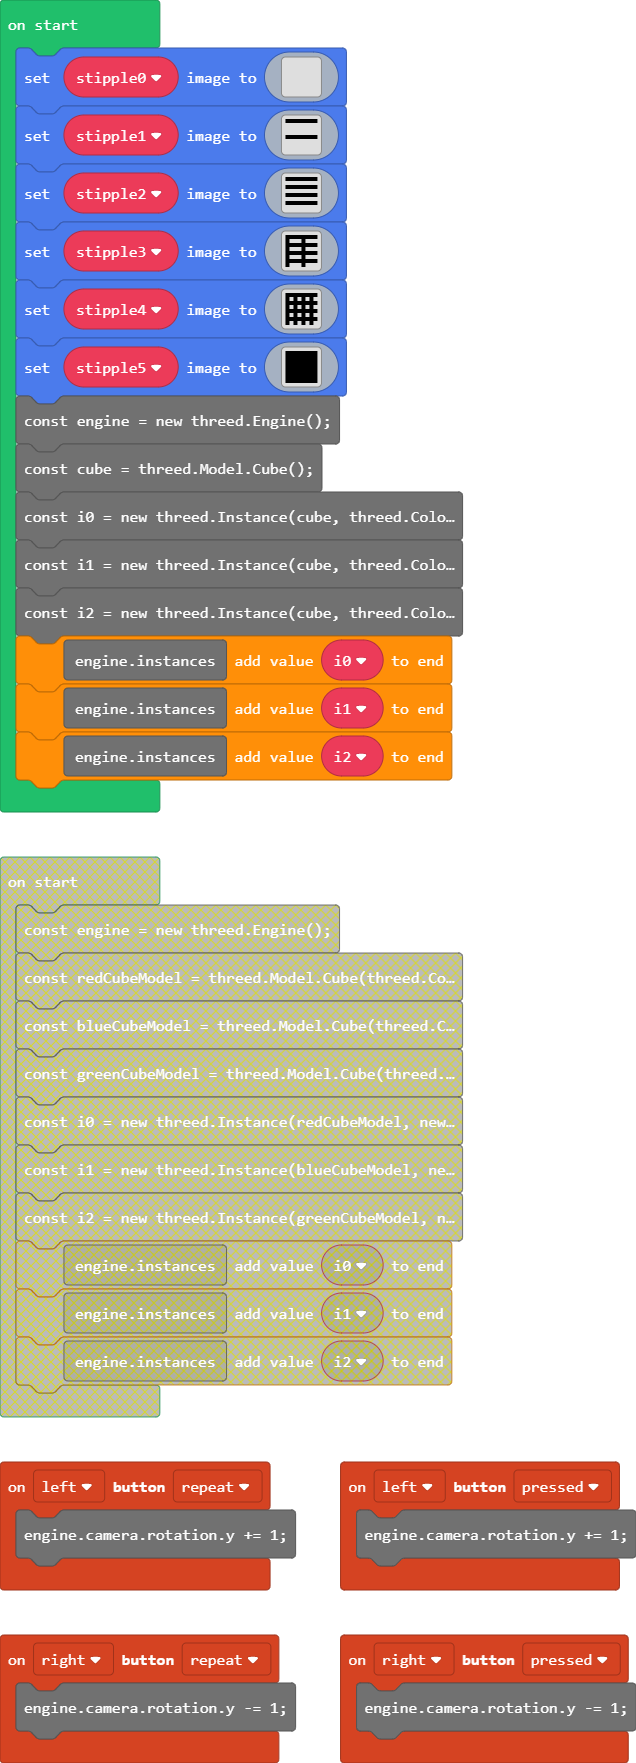 on start
set stipple0 image to
set stipple1 image to
set stipple2 image to
set stipple3 image to
set stipple4 image to
set stipple5 image to
const engine = new threed.Engine();
const cube = threed.Model.Cube();
const i0 = new threed.Instance(cube, threed.Colo…
const i1 = new threed.Instance(cube, threed.Colo…
const i2 = new threed.Instance(cube, threed.Colo…
engine.instances add value i0 to end
engine.instances add value i1 to end
engine.instances add value i2 to end
on start
const engine = new threed.Engine();
const redCubeModel = threed.Model.Cube(threed.Co…
const blueCubeModel = threed.Model.Cube(threed.C…
const greenCubeModel = threed.Model.Cube(threed.…
const i0 = new threed.Instance(redCubeModel, new…
const i1 = new threed.Instance(blueCubeModel, ne…
const i2 = new threed.Instance(greenCubeModel, n…
engine.instances add value i0 to end
engine.instances add value i1 to end
engine.instances add value i2 to end
on left button repeat
engine.camera.rotation.y += 1;
on left button pressed
engine.camera.rotation.y += 1;
on right button repeat
engine.camera.rotation.y -= 1;
on right button pressed
engine.camera.rotation.y -= 1;